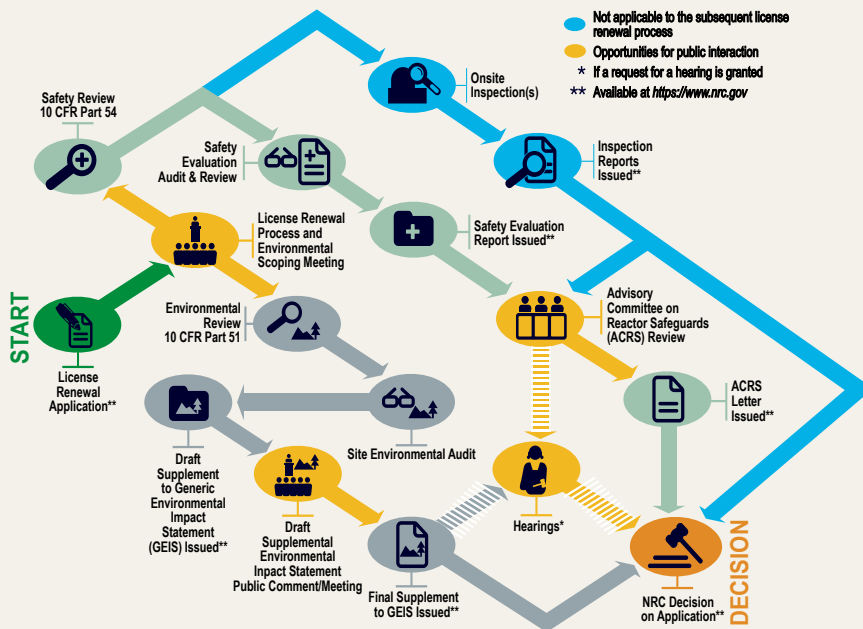 Not applicable to the subsequent license
renewal process
Opportunities for public interaction
* If a request for a hearing is granted
** Available at https://www.nrc.gov
Safety Review
10 CFR Part 54
Onsite
Inspection(s)
Safety
Evaluation
Audit & Review
Inspection
Reports
Issued**
License Renewal
Process and
Environmental
Scoping Meeting
Safety Evaluation
Report Issued**
START
License
Renewal
Application**
Environmental
Review
10 CFR Part 51
Advisory
Committee on
Reactor Safeguards
(ACRS) Review
ACRS
Letter
Issued**
Site Environmental Audit
Draft
Supplement
to Generic
Environmental
Impact
Statement
(GEIS) Issued**
Draft
Supplemental
Environmental
Impact Statement
Public Comment/Meeting
Final Supplement
to GEIS Issued**
Hearings*
NRC Decision
on Application**
DECISION